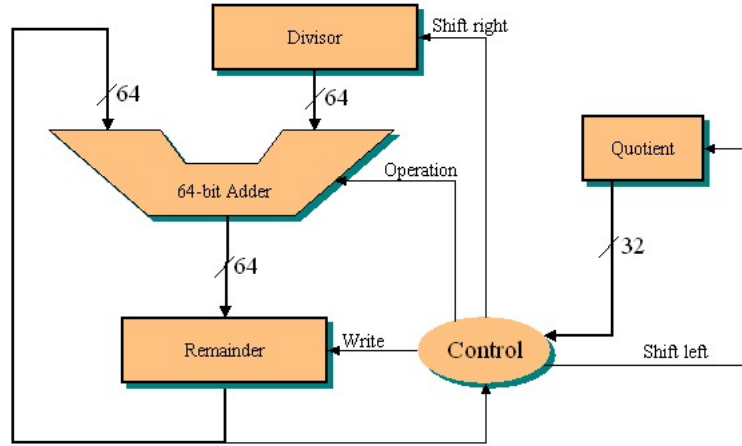 Divisor
Shift right
64
64
Quotient
Operation
64-bit Adder
32
64
Remainder
Write
Control
Shift left